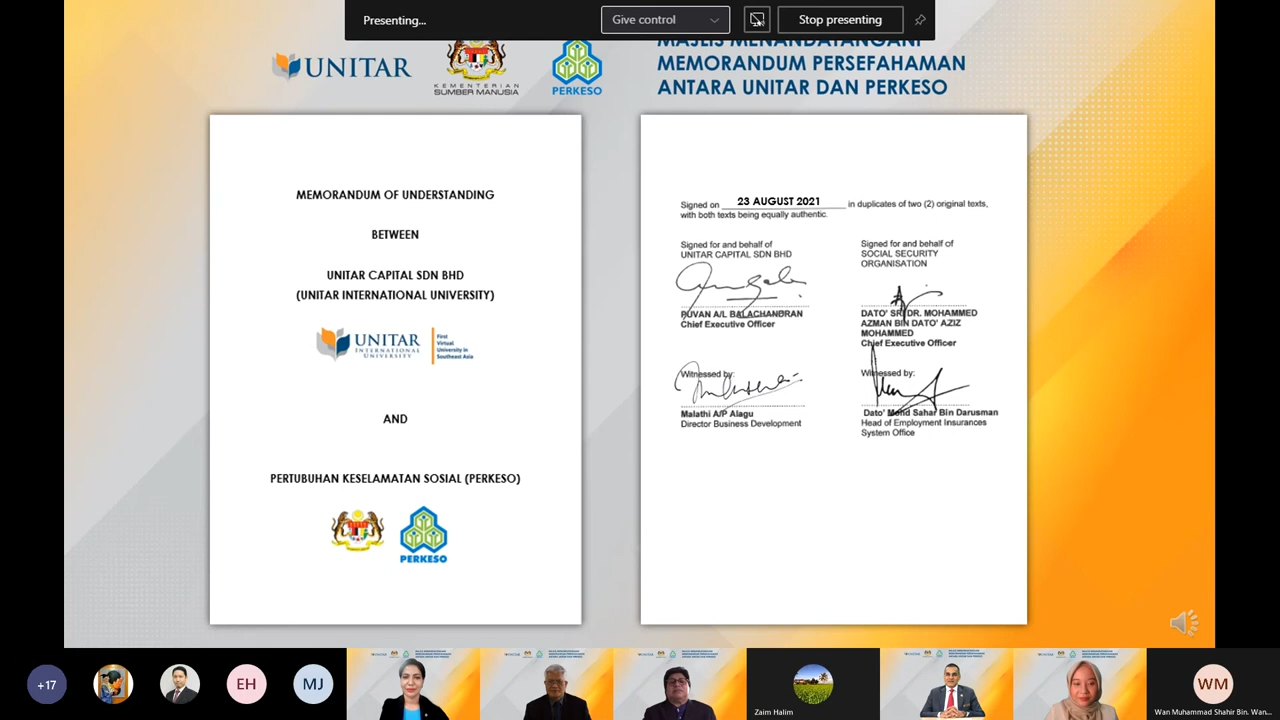 Presenting...
Give control
Stop presenting
UNITAR
KEMENTERIAN
SUMBER MANUSIA
PERKESO
MAJLIS MENANDATANGANI
MEMORANDUM PERSEFAHAMAN
ANTARA UNITAR DAN PERKESO
MEMORANDUM OF UNDERSTANDING
BETWEEN
UNITAR CAPITAL SDN BHD
(UNITAR INTERNATIONAL UNIVERSITY)
UNITAR
INTERNATIONAL
UNIVERSITY
First
Virtual
University in
Southeast Asia
AND
PERTUBUHAN KESELAMATAN SOSIAL (PERKESO)
PERKESO
Signed on 23 AUGUST 2021 in duplicates of two (2) original texts,
with both texts being equally authentic.
Signed for and behalf of
UNITAR CAPITAL SDN BHD
PUVAN A/L BALACHANDRAN
Chief Executive Officer
Witnessed by:
Malathi A/P Alagu
Director Business Development
Signed for and behalf of
SOCIAL SECURITY
ORGANISATION
DATO' SRI DR. MOHAMMED
AZMAN BIN DATO' AZIZ
MOHAMMED
Chief Executive Officer
Witnessed by:
Dato' Mohd Sahar Bin Darusman
Head of Employment Insurances
System Office
+17
EH
MJ
Zaim Halim
WM
Wan Muhammad Shahir Bin. Wan...